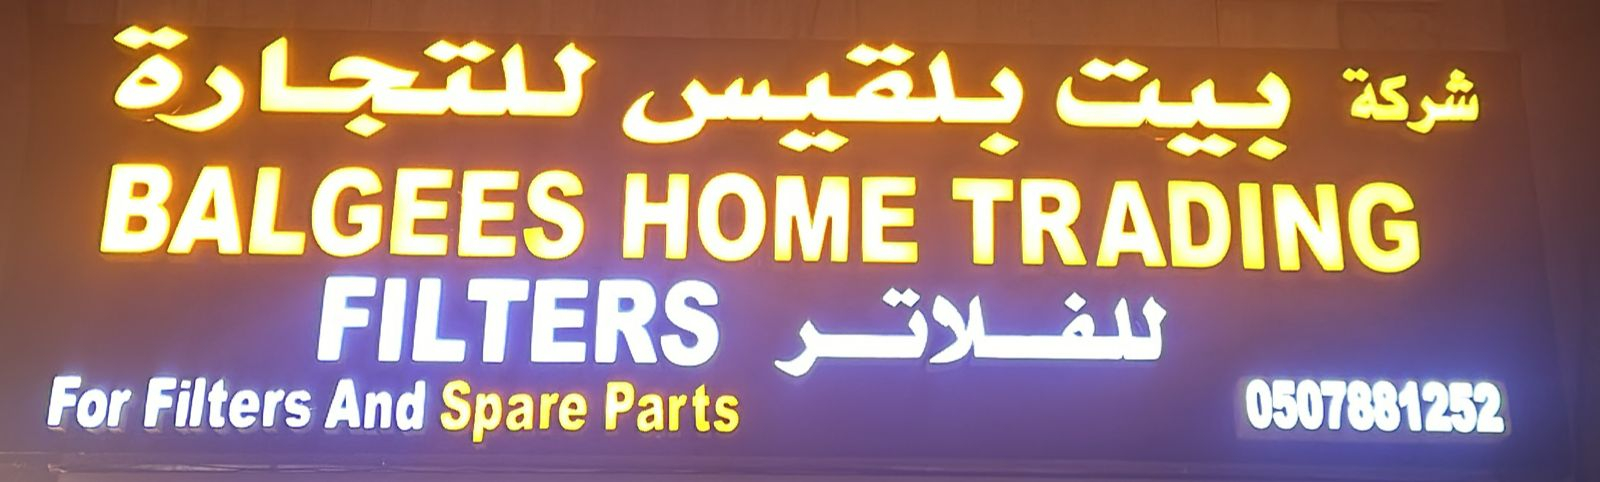 شركة بيت بلقيس للتجارة
BALGEES HOME TRADING
FILTERS للفلاتر
For Filters And Spare Parts 0507881252